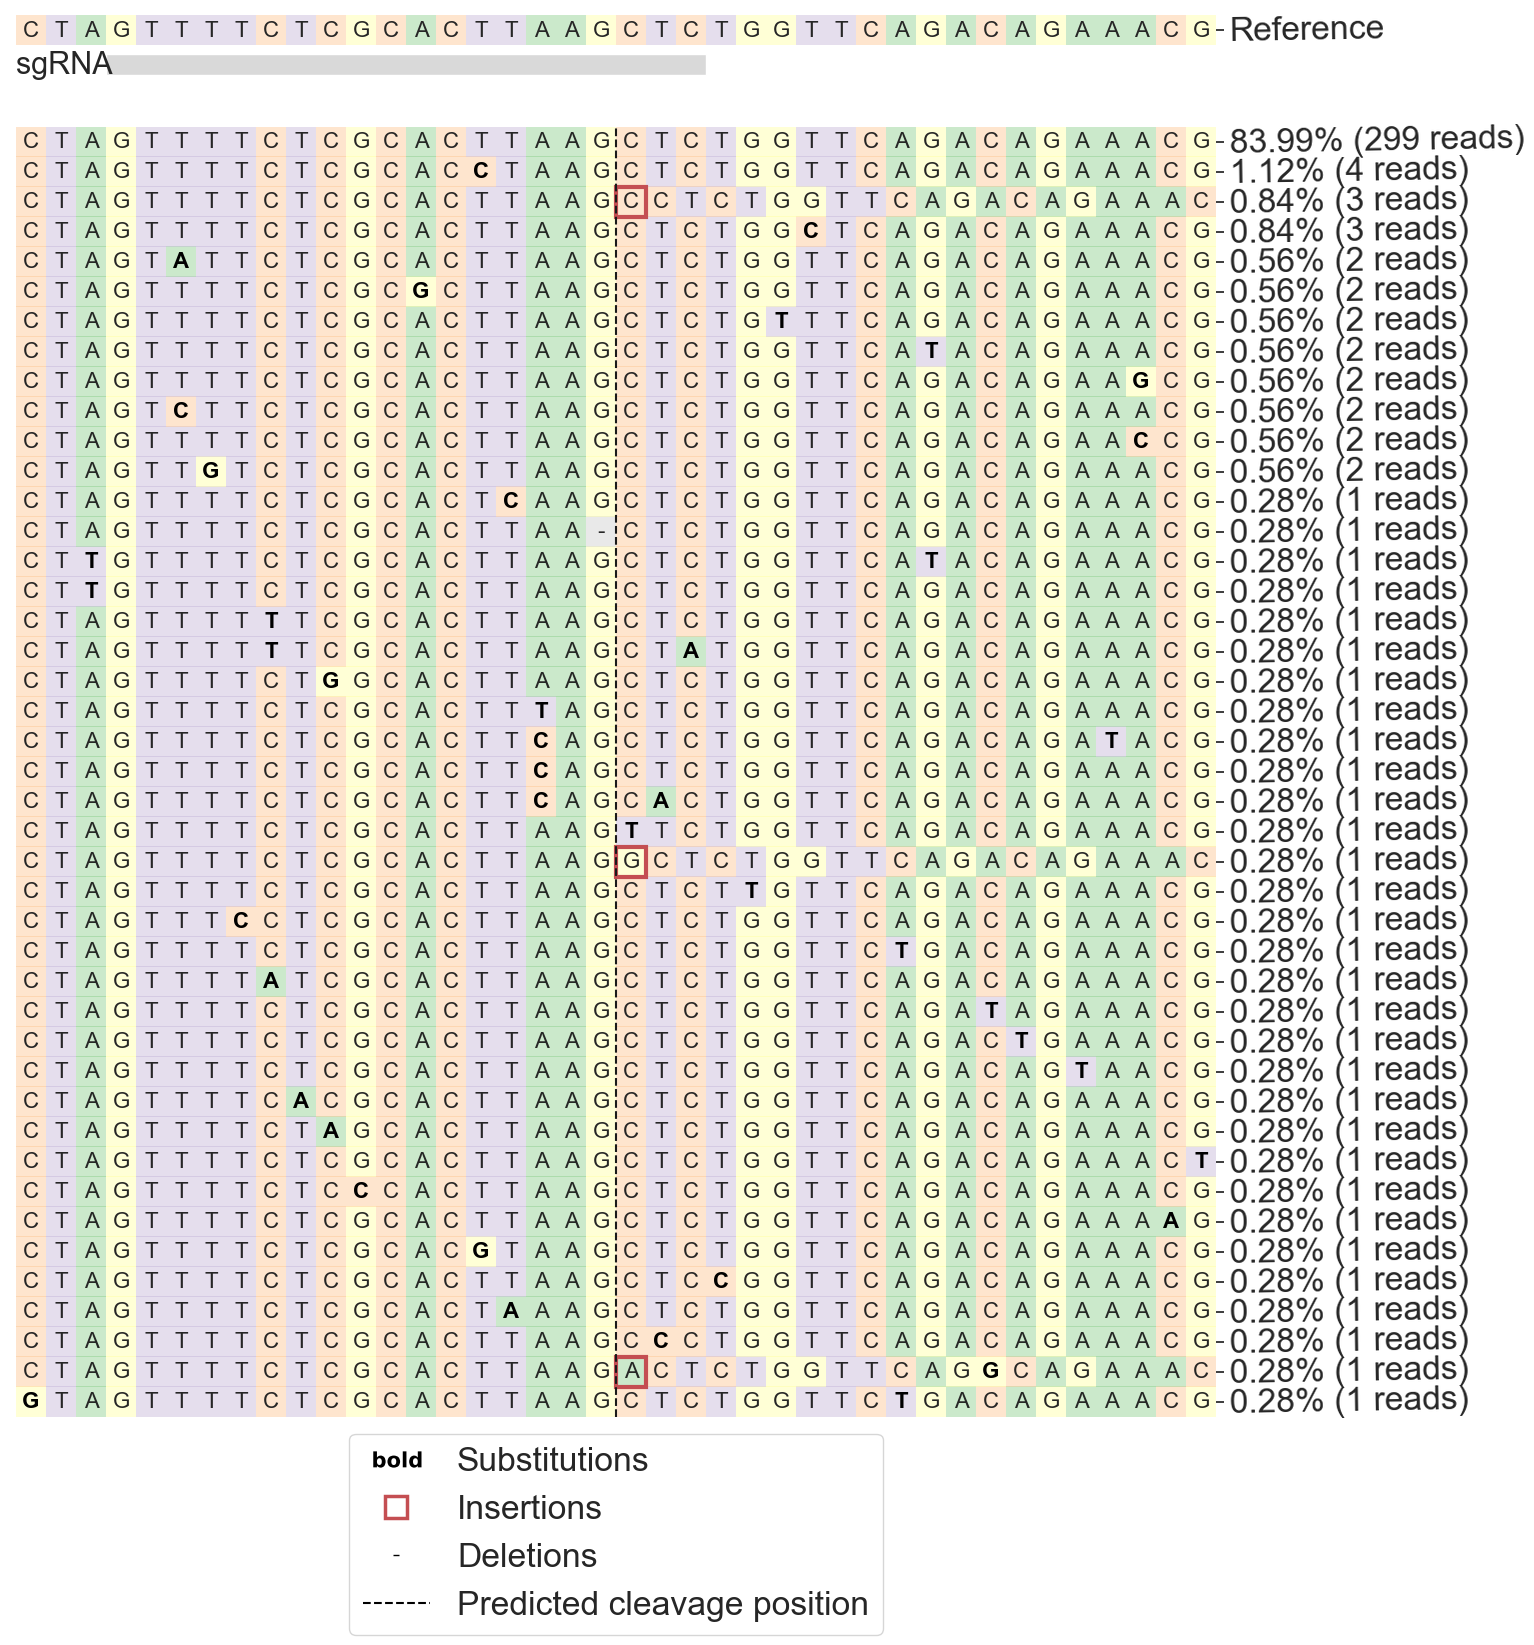 C T A G T T T T C T C G C A C T T A A G C T C T G G T T C A G A C A G A A A C G Reference
sgRNA
C T A G T T T T C T C G C A C T T A A G C T C T G G T T C A G A C A G A A A C G 83.99% (299 reads)
C T A G T T T T C T C G C A C C T A A G C T C T G G T T C A G A C A G A A A C G 1.12% (4 reads)
C T A G T T T T C T C G C A C T T A A G C C T C T G G T T C A G A C A G A A A C 0.84% (3 reads)
C T A G T T T T C T C G C A C T T A A G C T C T G G C T C A G A C A G A A A C G 0.84% (3 reads)
C T A G T A T T C T C G C A C T T A A G C T C T G G T T C A G A C A G A A A C G 0.56% (2 reads)
C T A G T T T T C T C G C G C T T A A G C T C T G G T T C A G A C A G A A A C G 0.56% (2 reads)
C T A G T T T T C T C G C A C T T A A G C T C T G T T T C A G A C A G A A A C G 0.56% (2 reads)
C T A G T T T T C T C G C A C T T A A G C T C T G G T T C A T A C A G A A A C G 0.56% (2 reads)
C T A G T T T T C T C G C A C T T A A G C T C T G G T T C A G A C A G A A G C G 0.56% (2 reads)
C T A G T C T T C T C G C A C T T A A G C T C T G G T T C A G A C A G A A A C G 0.56% (2 reads)
C T A G T T T T C T C G C A C T T A A G C T C T G G T T C A G A C A G A A C C G 0.56% (2 reads)
C T A G T T G T C T C G C A C T T A A G C T C T G G T T C A G A C A G A A A C G 0.56% (2 reads)
C T A G T T T T C T C G C A C T C A A G C T C T G G T T C A G A C A G A A A C G 0.28% (1 reads)
C T A G T T T T C T C G C A C T T A A - C T C T G G T T C A G A C A G A A A C G 0.28% (1 reads)
C T T G T T T T C T C G C A C T T A A G C T C T G G T T C A T A C A G A A A C G 0.28% (1 reads)
C T T G T T T T C T C G C A C T T A A G C T C T G G T T C A G A C A G A A A C G 0.28% (1 reads)
C T A G T T T T T T C G C A C T T A A G C T C T G G T T C A G A C A G A A A C G 0.28% (1 reads)
C T A G T T T T T T C G C A C T T A A G C T A T G G T T C A G A C A G A A A C G 0.28% (1 reads)
C T A G T T T T C T G G C A C T T A A G C T C T G G T T C A G A C A G A A A C G 0.28% (1 reads)
C T A G T T T T C T C G C A C T T T A G C T C T G G T T C A G A C A G A A A C G 0.28% (1 reads)
C T A G T T T T C T C G C A C T T C A G C T C T G G T T C A G A C A G A T A C G 0.28% (1 reads)
C T A G T T T T C T C G C A C T T C A G C T C T G G T T C A G A C A G A A A C G 0.28% (1 reads)
C T A G T T T T C T C G C A C T T C A G C A C T G G T T C A G A C A G A A A C G 0.28% (1 reads)
C T A G T T T T C T C G C A C T T A A G T T C T G G T T C A G A C A G A A A C G 0.28% (1 reads)
C T A G T T T T C T C G C A C T T A A G G C T C T G G T T C A G A C A G A A A C 0.28% (1 reads)
C T A G T T T T C T C G C A C T T A A G C T C T T G T T C A G A C A G A A A C G 0.28% (1 reads)
C T A G T T T C C T C G C A C T T A A G C T C T G G T T C A G A C A G A A A C G 0.28% (1 reads)
C T A G T T T T C T C G C A C T T A A G C T C T G G T T C T G A C A G A A A C G 0.28% (1 reads)
C T A G T T T T A T C G C A C T T A A G C T C T G G T T C A G A C A G A A A C G 0.28% (1 reads)
C T A G T T T T C T C G C A C T T A A G C T C T G G T T C A G A T A G A A A C G 0.28% (1 reads)
C T A G T T T T C T C G C A C T T A A G C T C T G G T T C A G A C T G A A A C G 0.28% (1 reads)
C T A G T T T T C T C G C A C T T A A G C T C T G G T T C A G A C A G T A A C G 0.28% (1 reads)
C T A G T T T T C A C G C A C T T A A G C T C T G G T T C A G A C A G A A A C G 0.28% (1 reads)
C T A G T T T T C T A G C A C T T A A G C T C T G G T T C A G A C A G A A A C G 0.28% (1 reads)
C T A G T T T T C T C G C A C T T A A G C T C T G G T T C A G A C A G A A A C T 0.28% (1 reads)
C T A G T T T T C T C C C A C T T A A G C T C T G G T T C A G A C A G A A A C G 0.28% (1 reads)
C T A G T T T T C T C G C A C T T A A G C T C T G G T T C A G A C A G A A A A G 0.28% (1 reads)
C T A G T T T T C T C G C A C G T A A G C T C T G G T T C A G A C A G A A A C G 0.28% (1 reads)
C T A G T T T T C T C G C A C T T A A G C T C C G G T T C A G A C A G A A A C G 0.28% (1 reads)
C T A G T T T T C T C G C A C T A A A G C T C T G G T T C A G A C A G A A A C G 0.28% (1 reads)
C T A G T T T T C T C G C A C T T A A G C C C T G G T T C A G A C A G A A A C G 0.28% (1 reads)
C T A G T T T T C T C G C A C T T A A G A C T C T G G T T C A G G C A G A A A C 0.28% (1 reads)
G T A G T T T T C T C G C A C T T A A G C T C T G G T T C T G A C A G A A A C G 0.28% (1 reads)
bold Substitutions
Insertions
- Deletions
Predicted cleavage position